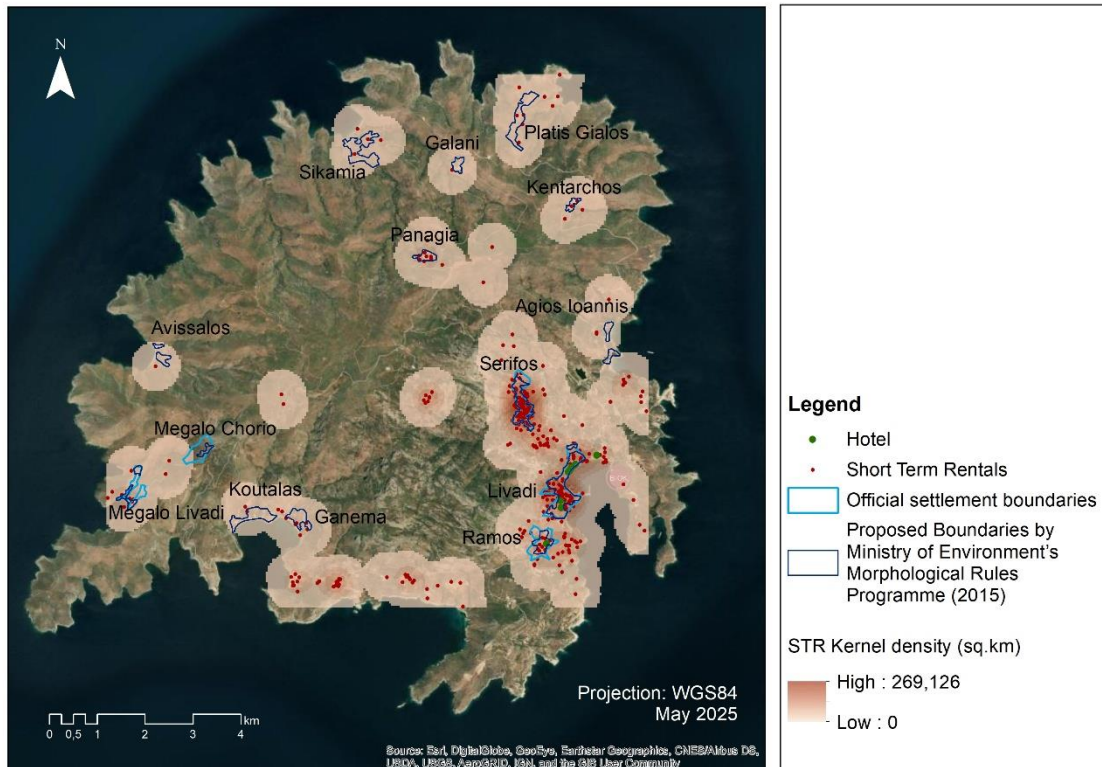 N
Platis Gialos
Galani
Sikamia
Kentarchos
Panagia
Agios Ioannis
Avissalos
Serifos
Megalo Chorio
Livadi
Koutalas
Megalo Livadi
Ganema
Ramos
Projection: WGS84
May 2025
km
0 0,5 1 2 3 4
Source: Esri, DigitalGlobe, GeoEye, Earthstar Geographics, CNES/Airbus DS,
USDA, USGS, AeroGRID, IGN, and the GIS User Community
Legend
Hotel
Short Term Rentals
Official settlement boundaries
Proposed Boundaries by
Ministry of Environment's
Morphological Rules
Programme (2015)
STR Kernel density (sq.km)
High : 269,126
Low : 0